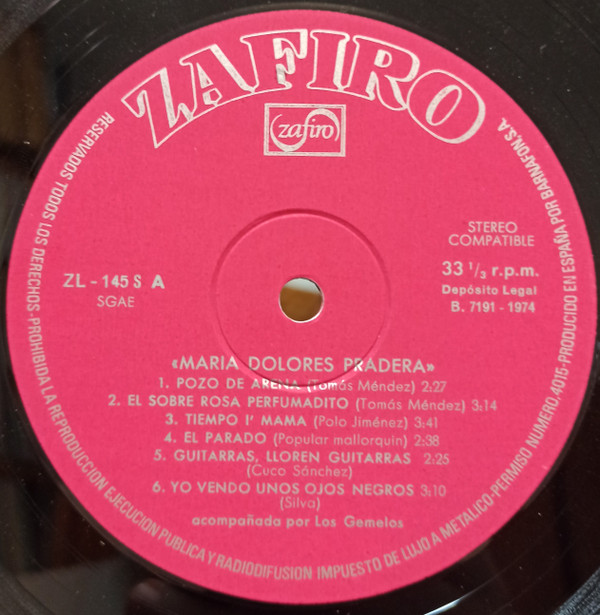 ZAFIRO
zafiro
STEREO
COMPATIBLE
ZL - 145 S A
SGAE
33 1/3 r.p.m.
Depósito Legal
B. 7191 - 1974
«MARIA DOLORES PRADERA»
1. POZO DE ARENA (Tomás Méndez) 2:27
2. EL SOBRE ROSA PERFUMADITO (Tomás Méndez) 3:14
3. TIEMPO I' MAMA (Polo Jiménez) 3:41
4. EL PARADO (Popular mallorquin) 2:38
5. GUITARRAS, LLOREN GUITARRAS 2:25
(Cuco Sánchez)
6. YO VENDO UNOS OJOS NEGROS 3:10
(Silva)
acompañada por Los Gemelos
RESERVADOS TODOS LOS DERECHOS - PROHIBIDA LA REPRODUCCION EJECUCION PUBLICA Y RADIODIFUSION IMPUESTO DE LUJO A METALICO-PERMISO NUMERO.4015-PRODUCIDO EN ESPAÑA POR BARNAFON,S.A.